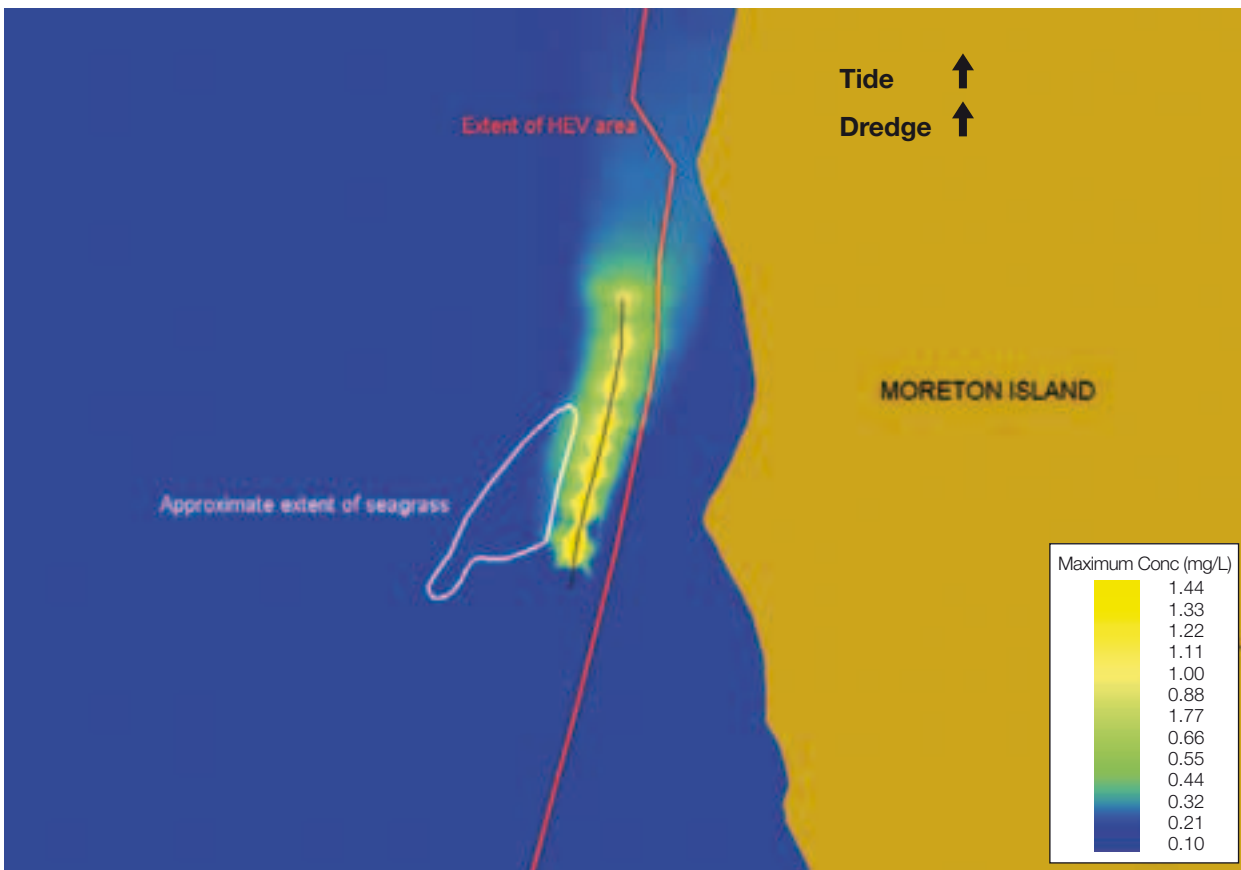 Tide
Dredge
Extent of HEV area
MORETON ISLAND
Approximate extent of seagrass
Maximum Conc (mg/L)
1.44
1.33
1.22
1.11
1.00
0.88
1.77
0.66
0.55
0.44
0.32
0.21
0.10